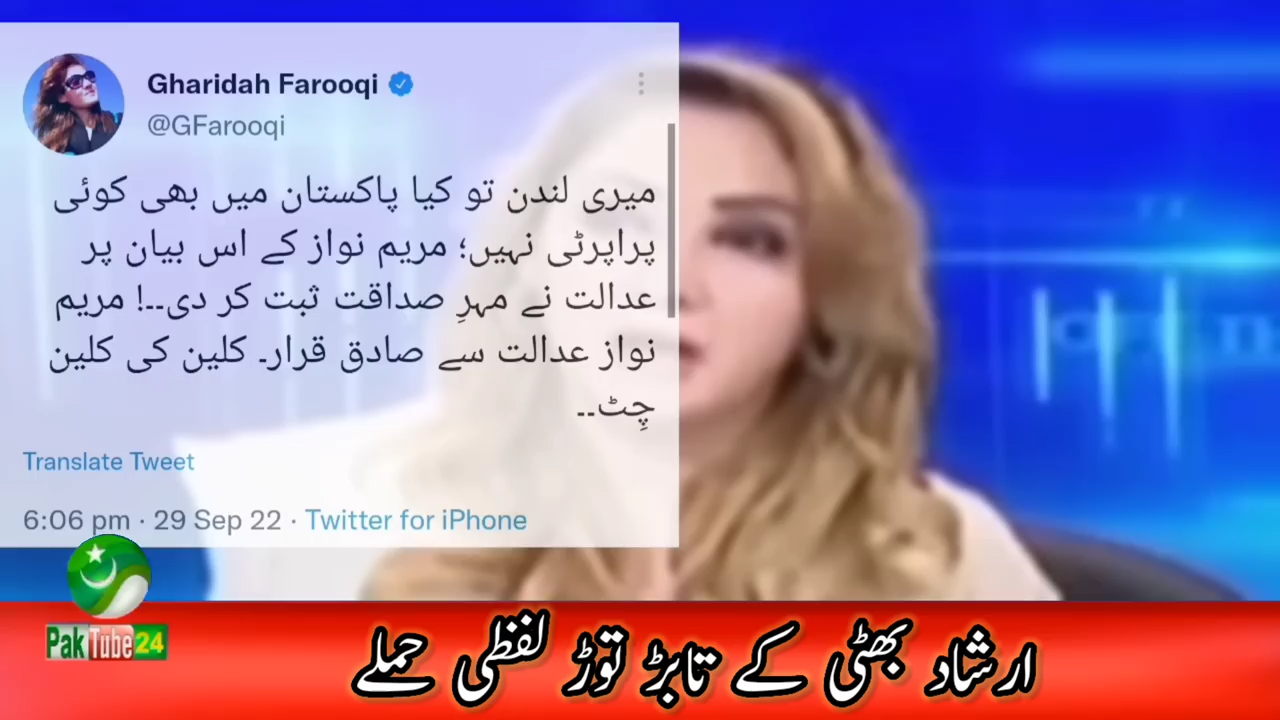 Gharidah Farooqi
@GFarooqi
میری لندن تو کیا پاکستان میں بھی کوئی
پراپرٹی نہیں؛ مریم نواز کے اس بیان پر
عدالت نے مہرِ صداقت ثبت کر دی۔۔! مریم
نواز عدالت سے صادق قرار۔ کلین کی کلین
چِٹ۔۔
Translate Tweet
6:06 pm · 29 Sep 22 · Twitter for iPhone
PakTube24
ارشاد بھٹی کے تابڑ توڑ لفظی حملے